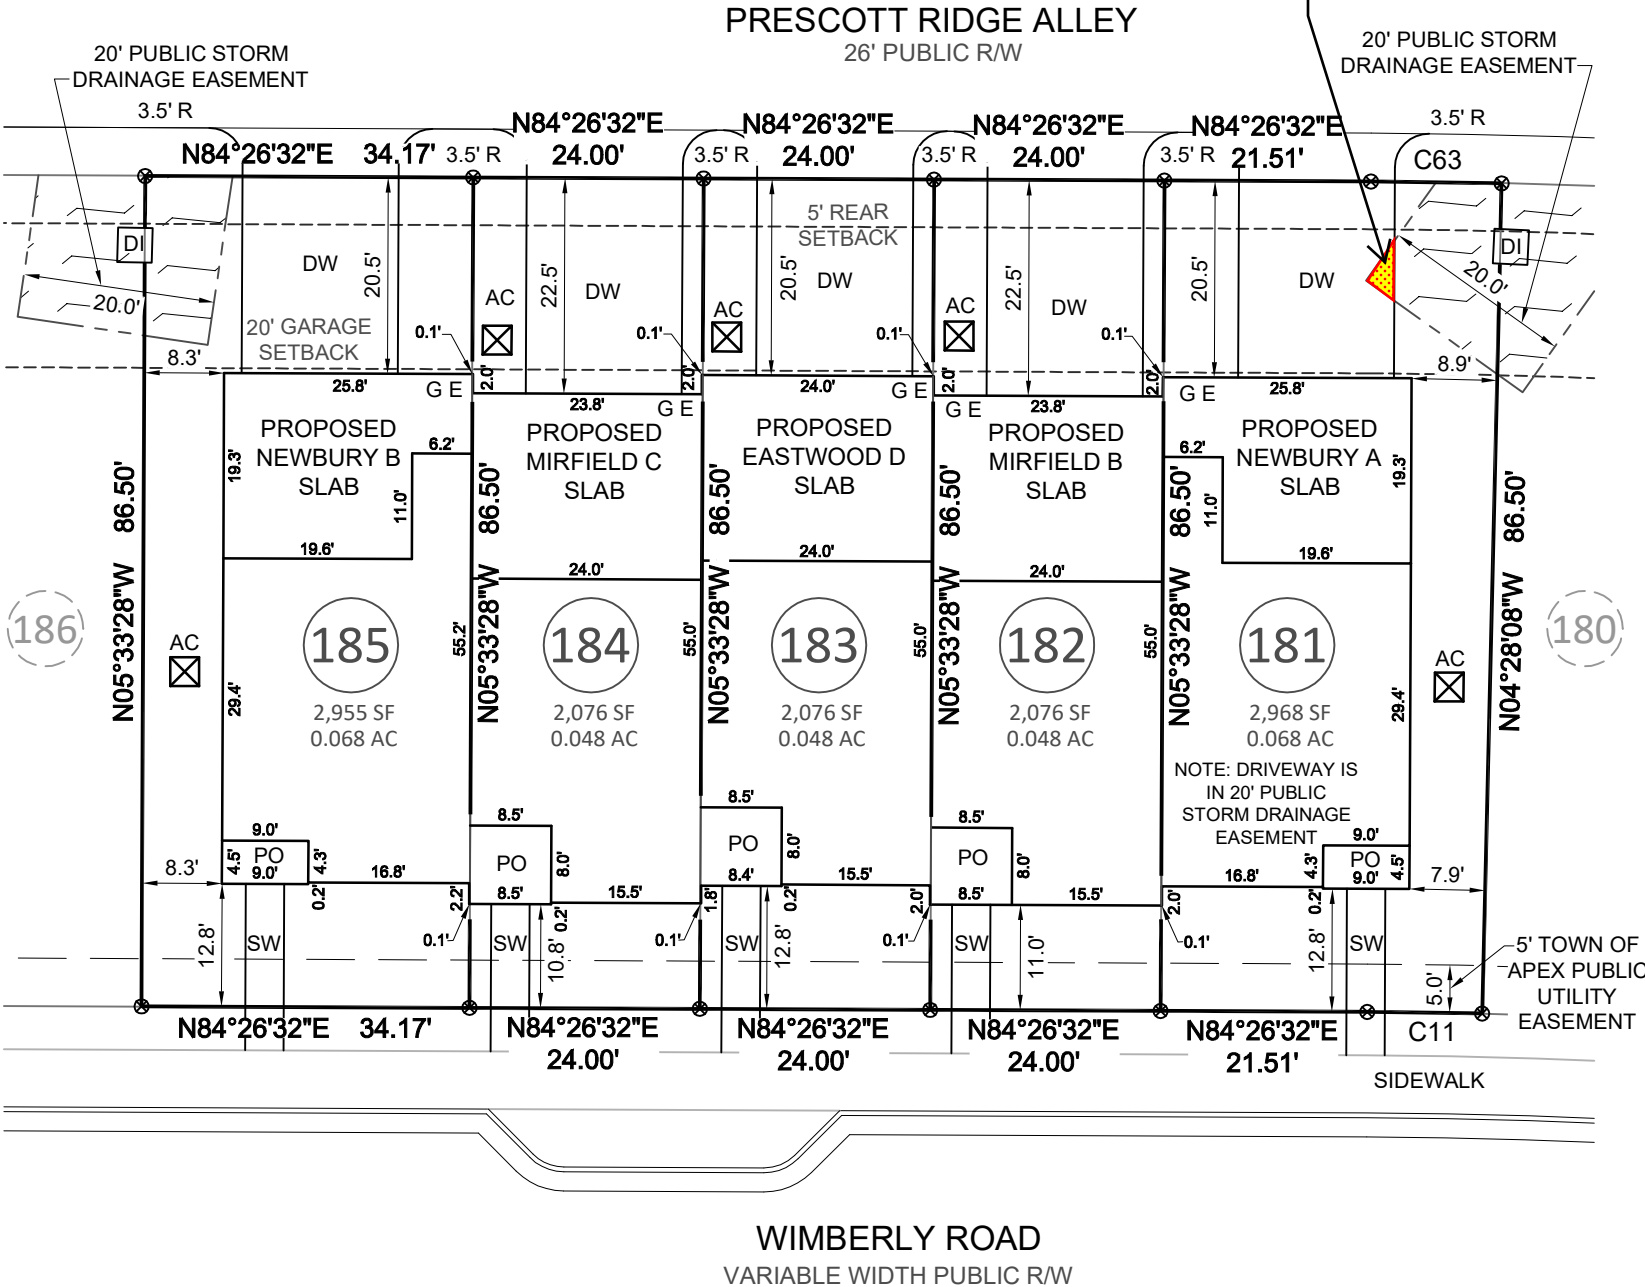 PRESCOTT RIDGE ALLEY
26' PUBLIC R/W
20' PUBLIC STORM
DRAINAGE EASEMENT
20' PUBLIC STORM
DRAINAGE EASEMENT
3.5' R
N84°26'32"E
N84°26'32"E
N84°26'32"E
N84°26'32"E
3.5' R
N84°26'32"E 34.17'
3.5' R
24.00'
3.5' R
24.00'
3.5' R
24.00'
3.5' R
21.51'
C63
5' REAR
SETBACK
DI
DW
20.5'
AC
22.5'
DW
AC
20.5'
DW
AC
22.5'
DW
20.5'
DW
DI
20.0'
20.0'
20' GARAGE
SETBACK
0.1'
0.1'
0.1'
0.1'
8.3'
25.8'
G E
2.0'
23.8'
G E
2.0'
24.0'
G E
2.0'
G E
23.8'
2.0'
G E
25.8'
8.9'
PROPOSED
NEWBURY B
SLAB
PROPOSED
MIRFIELD C
SLAB
PROPOSED
EASTWOOD D
SLAB
PROPOSED
MIRFIELD B
SLAB
PROPOSED
NEWBURY A
SLAB
6.2'
6.2'
19.3'
11.0'
11.0'
19.3'
N05°33'28"W 86.50'
N05°33'28"W 86.50'
N05°33'28"W 86.50'
N05°33'28"W 86.50'
N05°33'28"W 86.50'
N04°28'08"W 86.50'
19.6'
24.0'
24.0'
24.0'
19.6'
186
185
184
183
182
181
180
AC
55.2'
55.0'
55.0'
55.0'
AC
29.4'
29.4'
2,955 SF
0.068 AC
2,076 SF
0.048 AC
2,076 SF
0.048 AC
2,076 SF
0.048 AC
2,968 SF
0.068 AC
NOTE: DRIVEWAY IS
IN 20' PUBLIC
STORM DRAINAGE
EASEMENT
9.0'
4.5'
PO
9.0'
4.3'
16.8'
0.2'
8.5'
PO
8.5'
8.0'
15.5'
0.2'
8.5'
PO
8.4'
8.0'
15.5'
0.2'
8.5'
PO
8.5'
8.0'
15.5'
9.0'
4.3'
PO
9.0'
4.5'
16.8'
0.2'
8.3'
7.9'
2.2'
1.8'
2.0'
2.0'
0.1'
0.1'
0.1'
0.1'
12.8'
SW
SW
10.8'
SW
12.8'
SW
11.0'
12.8'
SW
5.0'
5' TOWN OF
APEX PUBLIC
UTILITY
EASEMENT
N84°26'32"E 34.17'
N84°26'32"E
24.00'
N84°26'32"E
24.00'
N84°26'32"E
24.00'
N84°26'32"E
21.51'
C11
SIDEWALK
WIMBERLY ROAD
VARIABLE WIDTH PUBLIC R/W